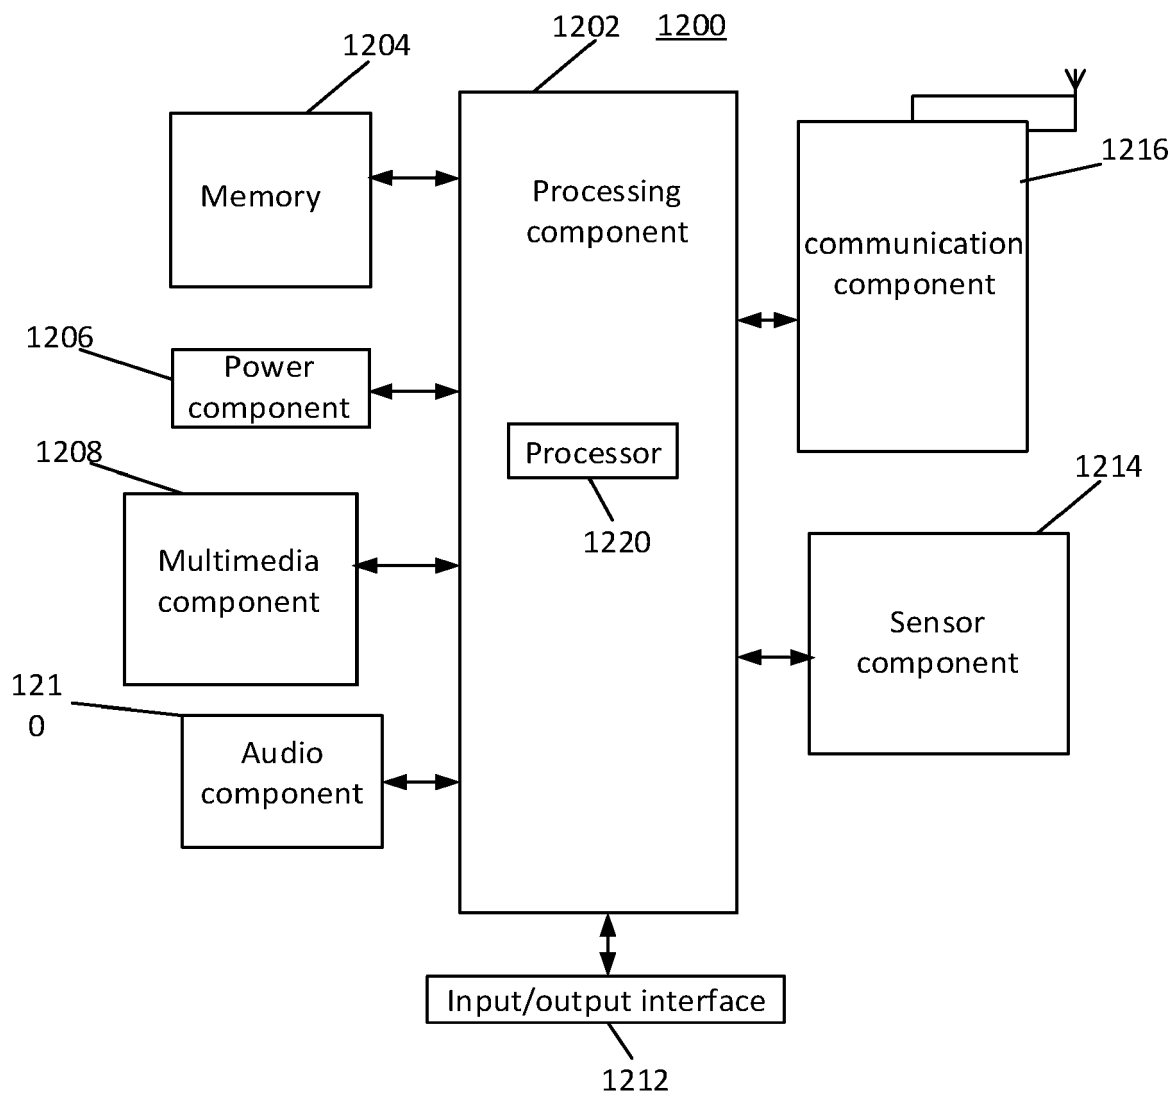 1202
1200
1204
1216
Memory
Processing
component
communication
component
1206
Power
component
1208
Processor
1214
1220
Multimedia
component
Sensor
component
121
0
Audio
component
Input/output interface
1212